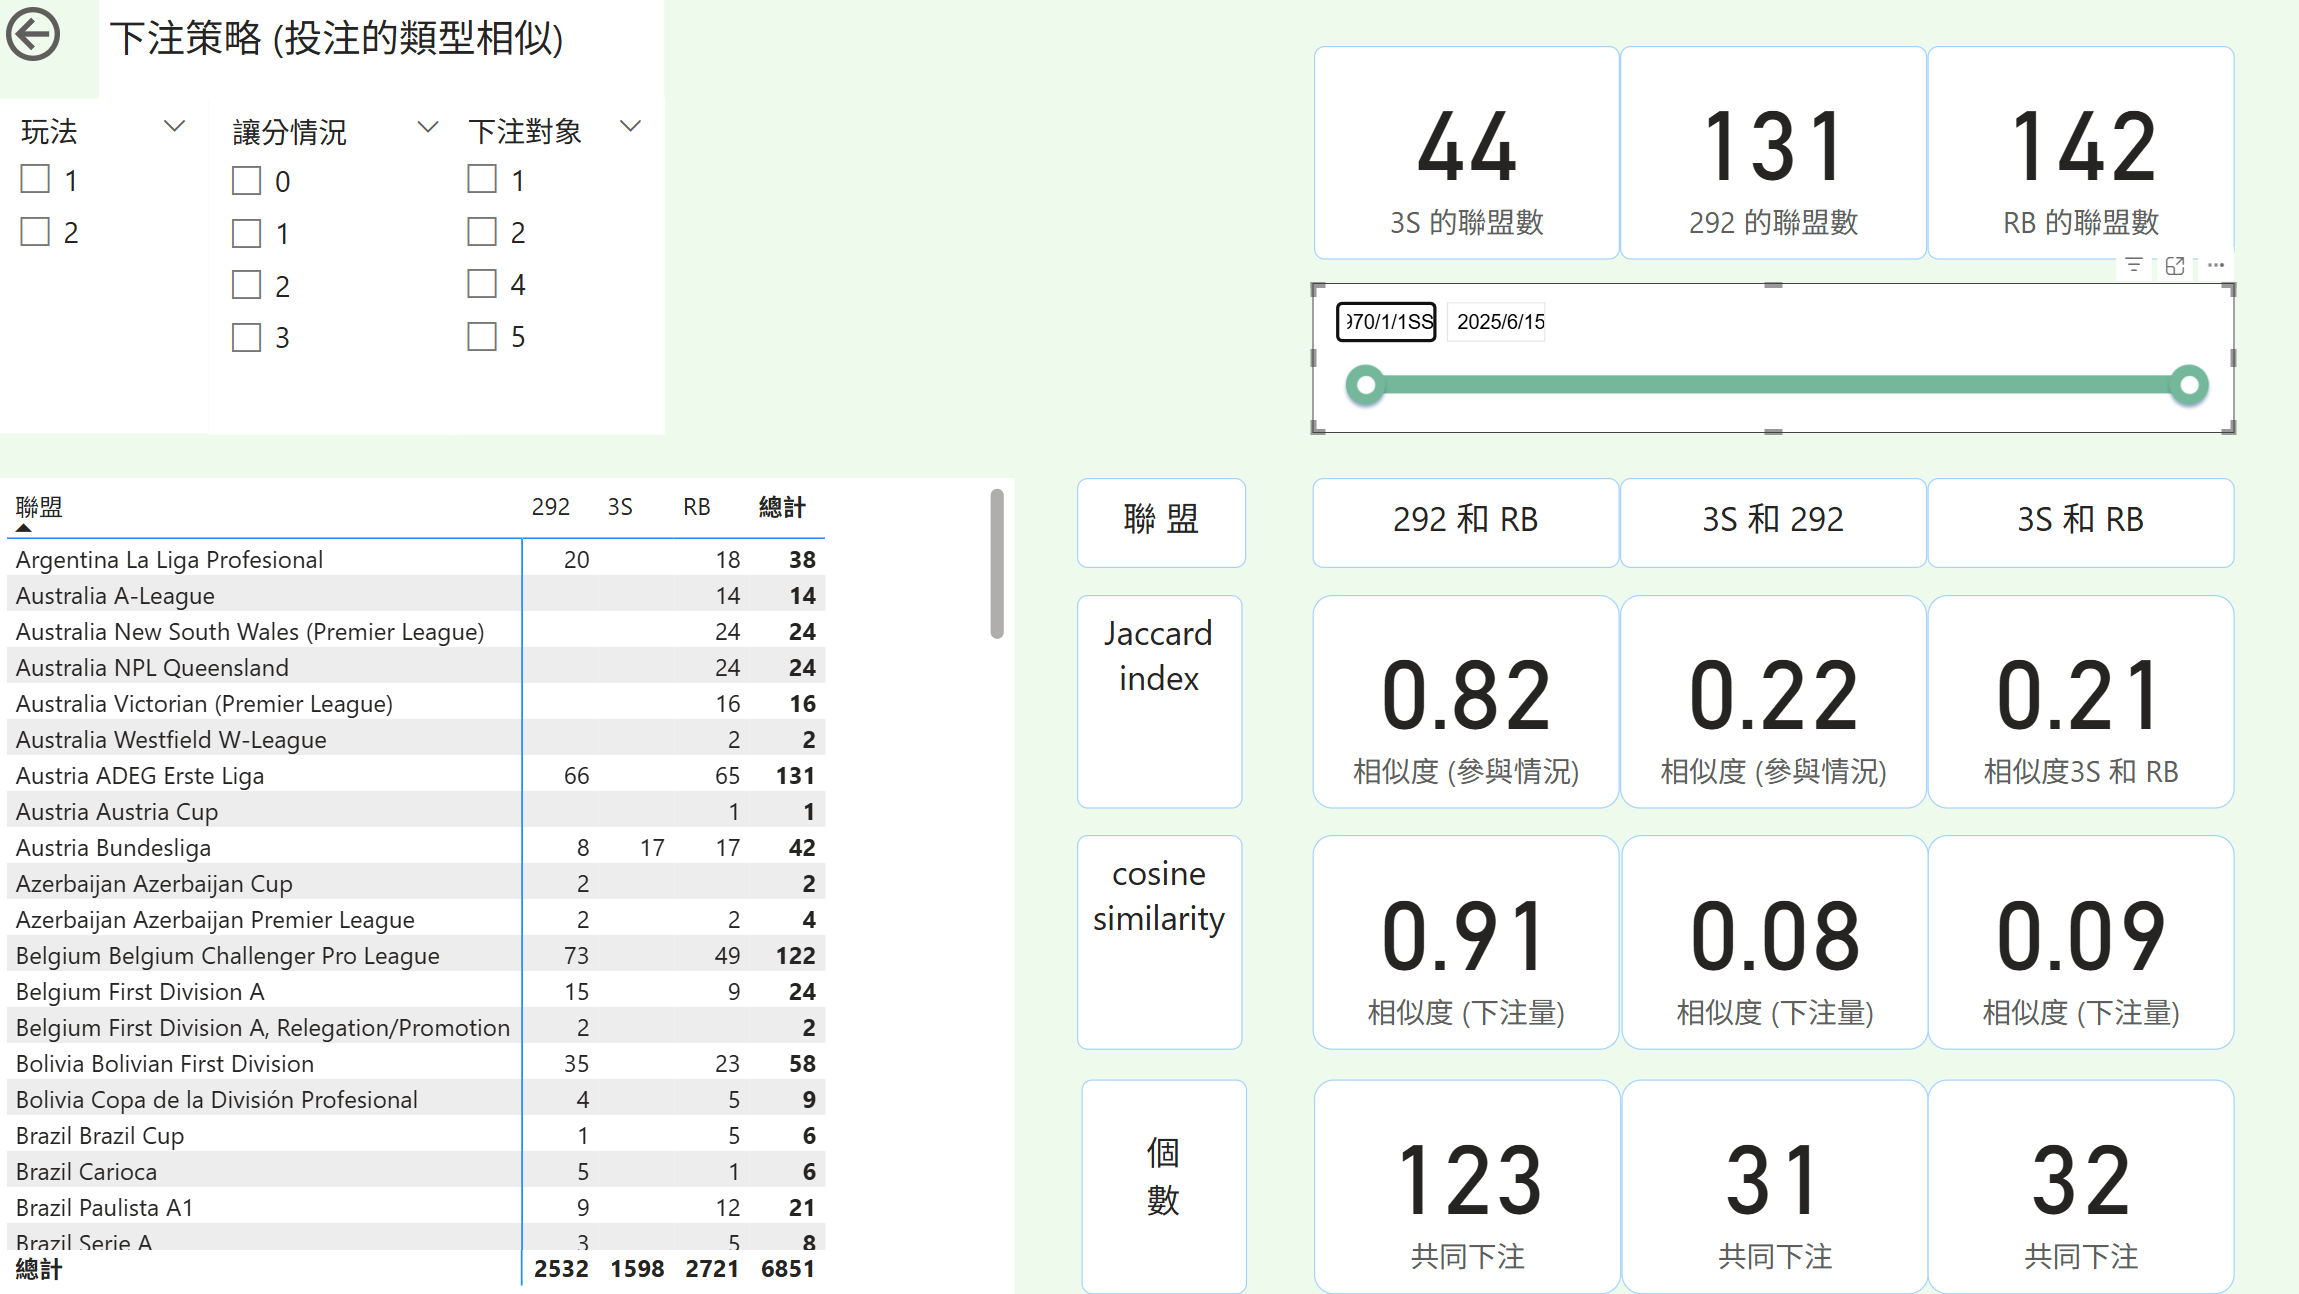 下注策略 (投注的類型相似)
玩法
1
2
讓分情況
0
1
2
3
下注對象
1
2
4
5
44
3S 的聯盟數
131
292 的聯盟數
142
RB 的聯盟數
970/1/1SS
2025/6/15
聯盟 292 3S RB 總計
Argentina La Liga Profesional 20 18 38
Australia A-League 14 14
Australia New South Wales (Premier League) 24 24
Australia NPL Queensland 24 24
Australia Victorian (Premier League) 16 16
Australia Westfield W-League 2 2
Austria ADEG Erste Liga 66 65 131
Austria Austria Cup 1 1
Austria Bundesliga 8 17 17 42
Azerbaijan Azerbaijan Cup 2 2
Azerbaijan Azerbaijan Premier League 2 2 4
Belgium Belgium Challenger Pro League 73 49 122
Belgium First Division A 15 9 24
Belgium First Division A, Relegation/Promotion 2 2
Bolivia Bolivian First Division 35 23 58
Bolivia Copa de la División Profesional 4 5 9
Brazil Brazil Cup 1 5 6
Brazil Carioca 5 1 6
Brazil Paulista A1 9 12 21
Brazil Serie A 3 5 8
總計 2532 1598 2721 6851
聯 盟
292 和 RB
3S 和 292
3S 和 RB
Jaccard
index
0.82
相似度 (參與情況)
0.22
相似度 (參與情況)
0.21
相似度3S 和 RB
cosine
similarity
0.91
相似度 (下注量)
0.08
相似度 (下注量)
0.09
相似度 (下注量)
個
數
123
共同下注
31
共同下注
32
共同下注